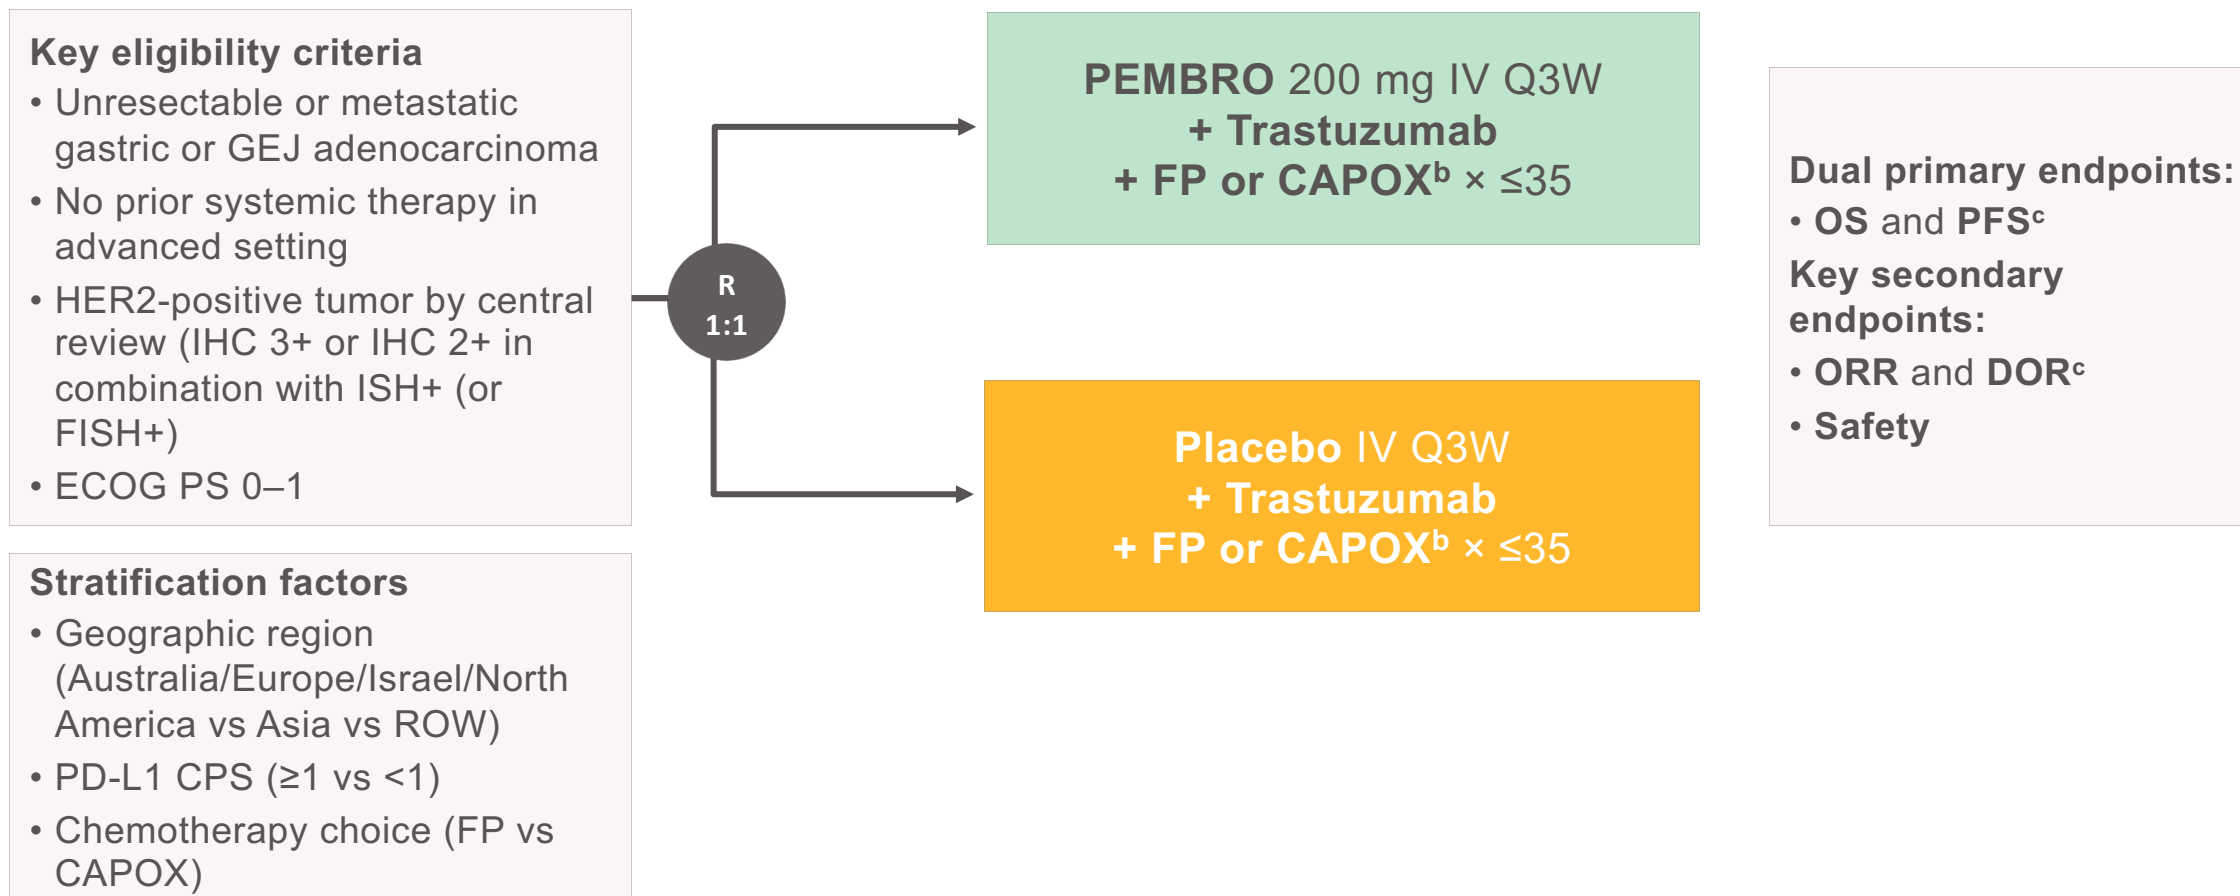 Key eligibility criteria
• Unresectable or metastatic
gastric or GEJ adenocarcinoma
• No prior systemic therapy in
advanced setting
• HER2-positive tumor by central
review (IHC 3+ or IHC 2+ in
combination with ISH+ (or
FISH+)
• ECOG PS 0–1
Stratification factors
• Geographic region
(Australia/Europe/Israel/North
America vs Asia vs ROW)
• PD-L1 CPS (≥1 vs <1)
• Chemotherapy choice (FP vs
CAPOX)
R
1:1
PEMBRO 200 mg IV Q3W
+ Trastuzumab
+ FP or CAPOXᵇ × ≤35
Placebo IV Q3W
+ Trastuzumab
+ FP or CAPOXᵇ × ≤35
Dual primary endpoints:
• OS and PFSᶜ
Key secondary
endpoints:
• ORR and DORᶜ
• Safety